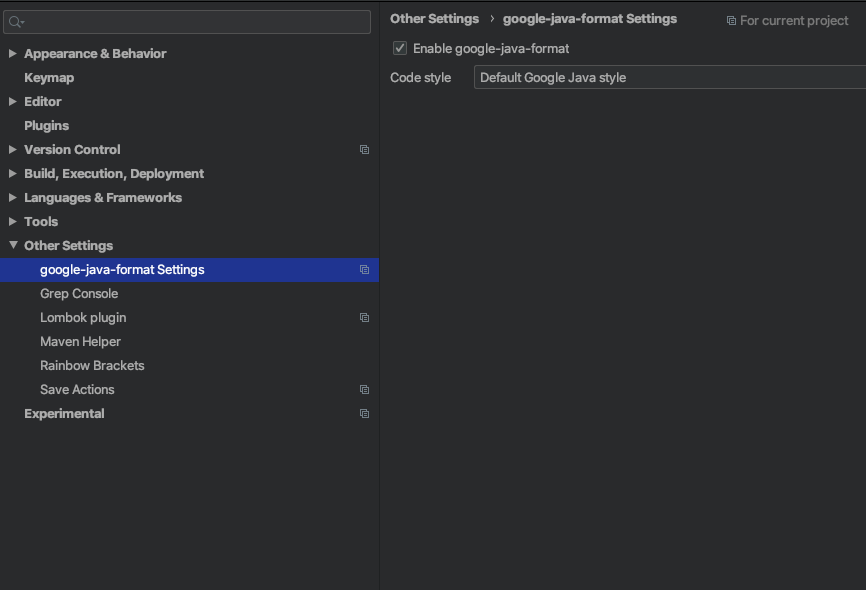 Appearance & Behavior
Keymap
Editor
Plugins
Version Control
Build, Execution, Deployment
Languages & Frameworks
Tools
Other Settings
google-java-format Settings
Grep Console
Lombok plugin
Maven Helper
Rainbow Brackets
Save Actions
Experimental
Other Settings › google-java-format Settings For current project
Enable google-java-format
Code style Default Google Java style